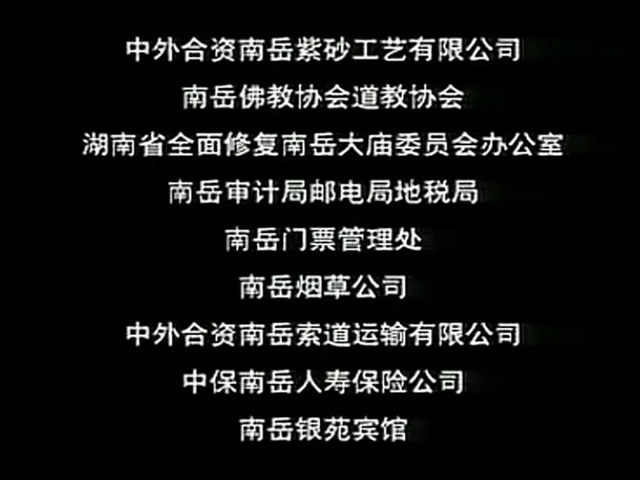 中外合资南岳紫砂工艺有限公司
南岳佛教协会道教协会
湖南省全面修复南岳大庙委员会办公室
南岳审计局邮电局地税局
南岳门票管理处
南岳烟草公司
中外合资南岳索道运输有限公司
中保南岳人寿保险公司
南岳银苑宾馆